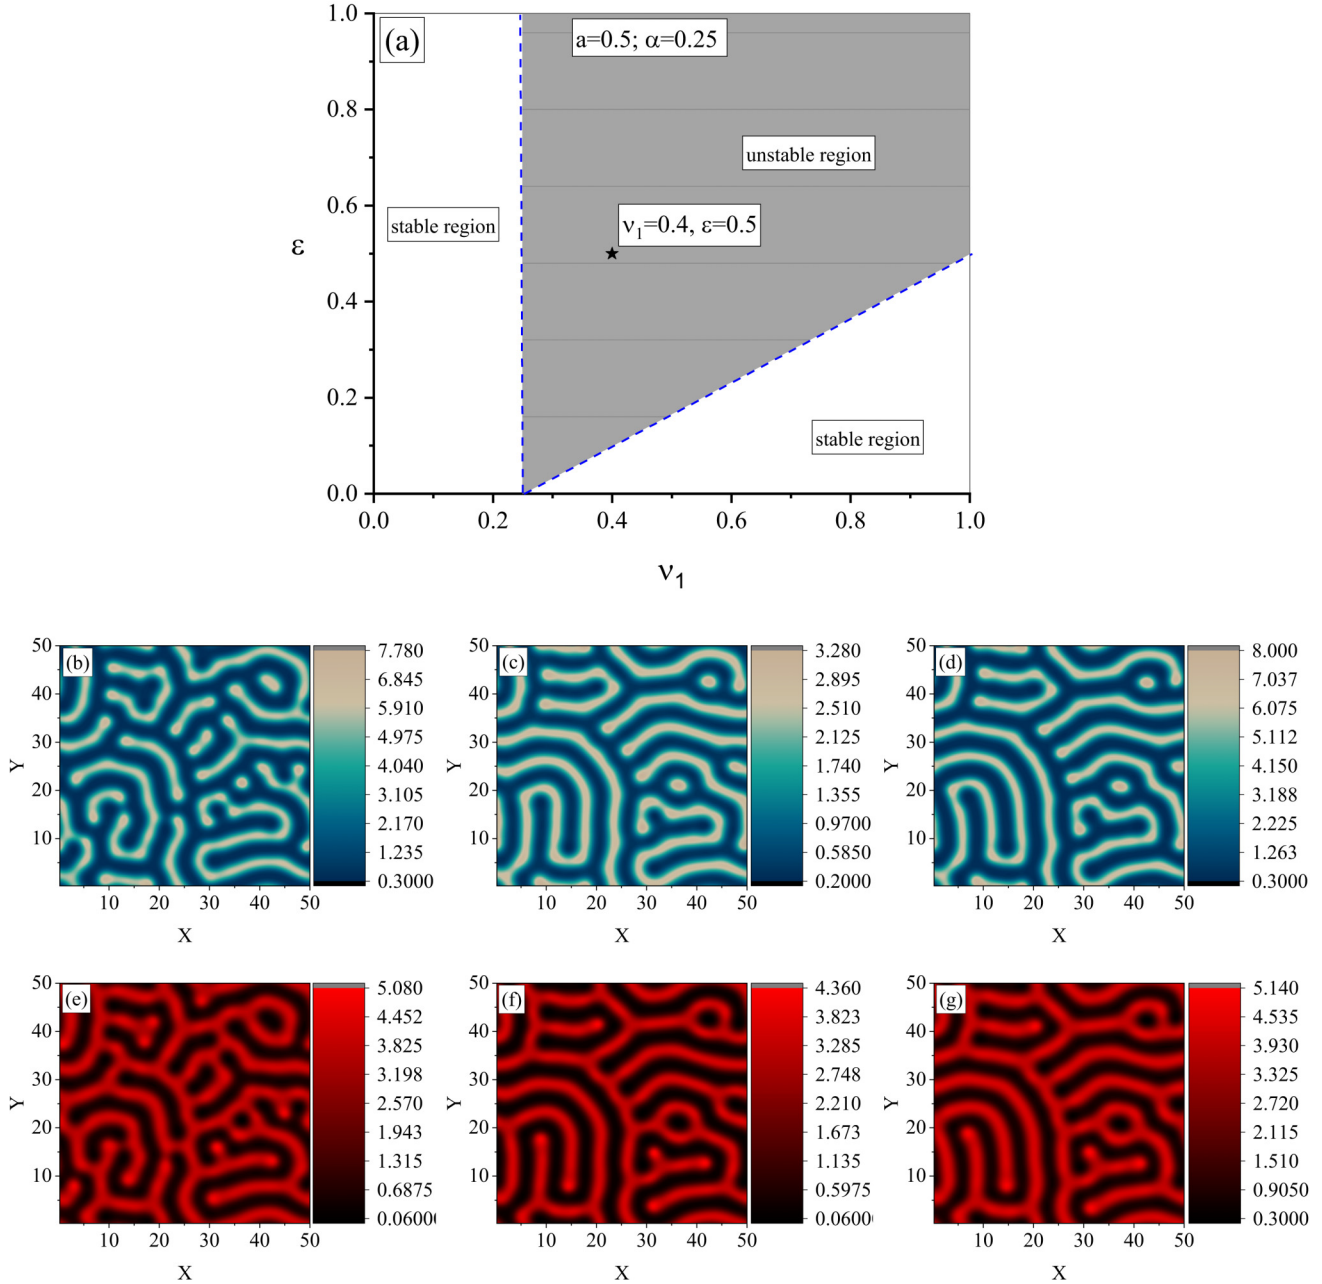 (a)
a=0.5; α=0.25
unstable region
stable region
ν1=0.4, ε=0.5
stable region
ε
1.0
0.8
0.6
0.4
0.2
0.0
0.0 0.2 0.4 0.6 0.8 1.0
ν1
(b)
50
40
30
20
10
Y
10 20 30 40 50
X
7.780
6.845
5.910
4.975
4.040
3.105
2.170
1.235
0.3000
(c)
50
40
30
20
10
Y
10 20 30 40 50
X
3.280
2.895
2.510
2.125
1.740
1.355
0.9700
0.5850
0.2000
(d)
50
40
30
20
10
Y
10 20 30 40 50
X
8.000
7.037
6.075
5.112
4.150
3.188
2.225
1.263
0.3000
(e)
50
40
30
20
10
Y
10 20 30 40 50
X
5.080
4.452
3.825
3.198
2.570
1.943
1.315
0.6875
0.06000
(f)
50
40
30
20
10
Y
10 20 30 40 50
X
4.360
3.823
3.285
2.748
2.210
1.673
1.135
0.5975
0.06000
(g)
50
40
30
20
10
Y
10 20 30 40 50
X
5.140
4.535
3.930
3.325
2.720
2.115
1.510
0.9050
0.3000